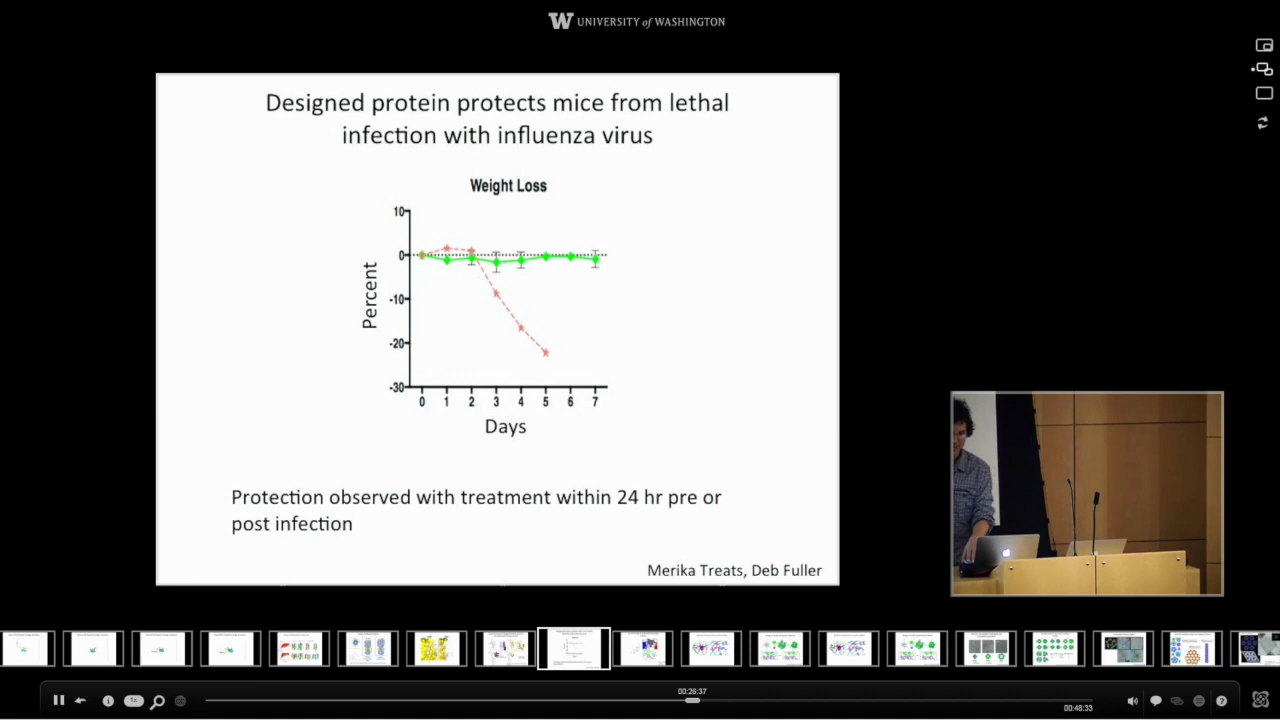 W UNIVERSITY of WASHINGTON
Designed protein protects mice from lethal
infection with influenza virus
Weight Loss
10
0
-10
-20
-30
Percent
0 1 2 3 4 5 6 7
Days
Protection observed with treatment within 24 hr pre or
post infection
Merika Treats, Deb Fuller
00:26:37
1x
00:48:33